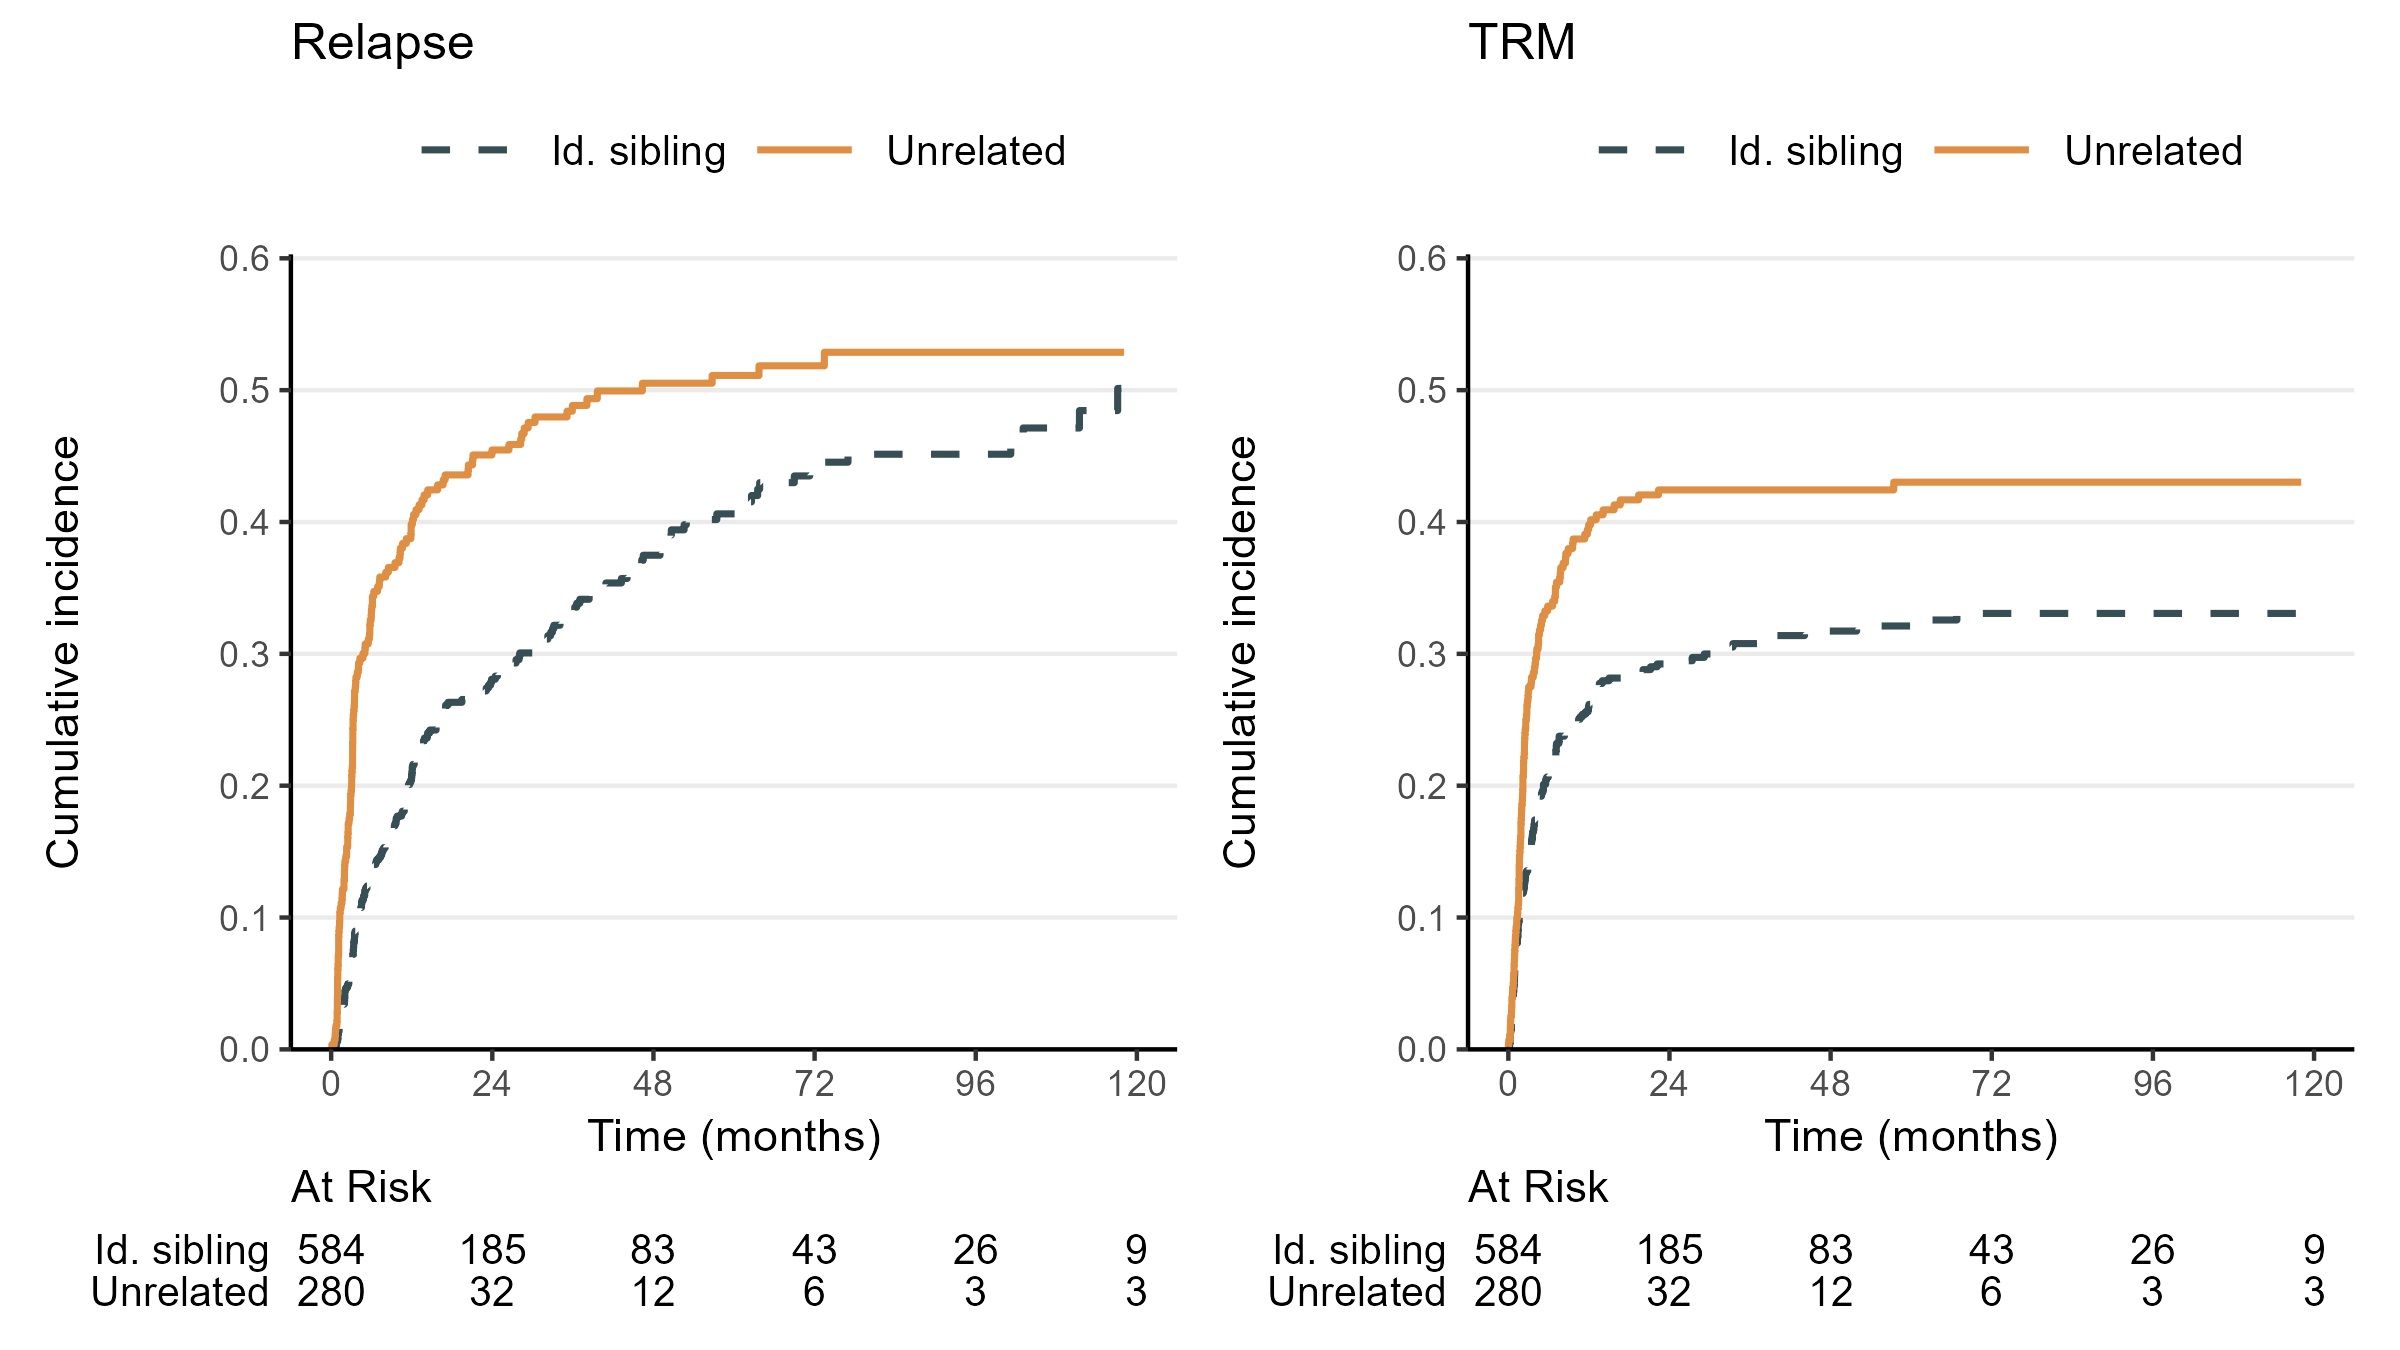 Relapse
Id. sibling Unrelated
Cumulative incidence
0.6
0.5
0.4
0.3
0.2
0.1
0.0
0 24 48 72 96 120
Time (months)
At Risk
Id. sibling 584 185 83 43 26 9
Unrelated 280 32 12 6 3 3
TRM
Id. sibling Unrelated
Cumulative incidence
0.6
0.5
0.4
0.3
0.2
0.1
0.0
0 24 48 72 96 120
Time (months)
At Risk
Id. sibling 584 185 83 43 26 9
Unrelated 280 32 12 6 3 3